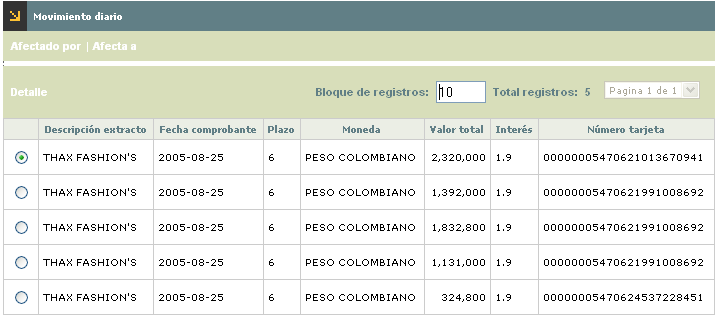 Movimiento diario
Afectado por | Afecta a
Detalle Bloque de registros: 10 Total registros: 5 Pagina 1 de 1
Descripción extracto Fecha comprobante Plazo Moneda Valor total Interés Número tarjeta
THAX FASHION'S 2005-08-25 6 PESO COLOMBIANO 2,320,000 1.9 00000005470621013670941
THAX FASHION'S 2005-08-25 6 PESO COLOMBIANO 1,392,000 1.9 00000005470621991008692
THAX FASHION'S 2005-08-25 6 PESO COLOMBIANO 1,832,800 1.9 00000005470621991008692
THAX FASHION'S 2005-08-25 6 PESO COLOMBIANO 1,131,000 1.9 00000005470621991008692
THAX FASHION'S 2005-08-25 6 PESO COLOMBIANO 324,800 1.9 00000005470624537228451